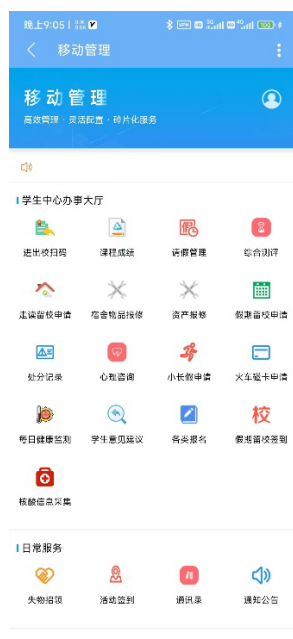 晚上9:05
移动管理
移动管理
高效管理 · 灵活配置 · 碎片化服务
学生中心办事大厅
进出校扫码 课程成绩 请假管理 综合测评
走读留校申请 宿舍物品报修 资产报修 假期留校申请
处分记录 心理咨询 小长假申请 火车磁卡申请
每日健康监测 学生意见建议 各类报名 假期留校签到
校
核酸信息采集
日常服务
失物招领 活动签到 通讯录 通知公告